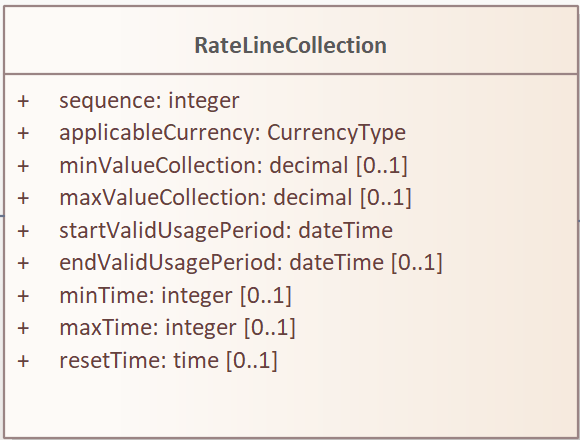 RateLineCollection
+ sequence: integer
+ applicableCurrency: CurrencyType
+ minValueCollection: decimal [0..1]
+ maxValueCollection: decimal [0..1]
+ startValidUsagePeriod: dateTime
+ endValidUsagePeriod: dateTime [0..1]
+ minTime: integer [0..1]
+ maxTime: integer [0..1]
+ resetTime: time [0..1]